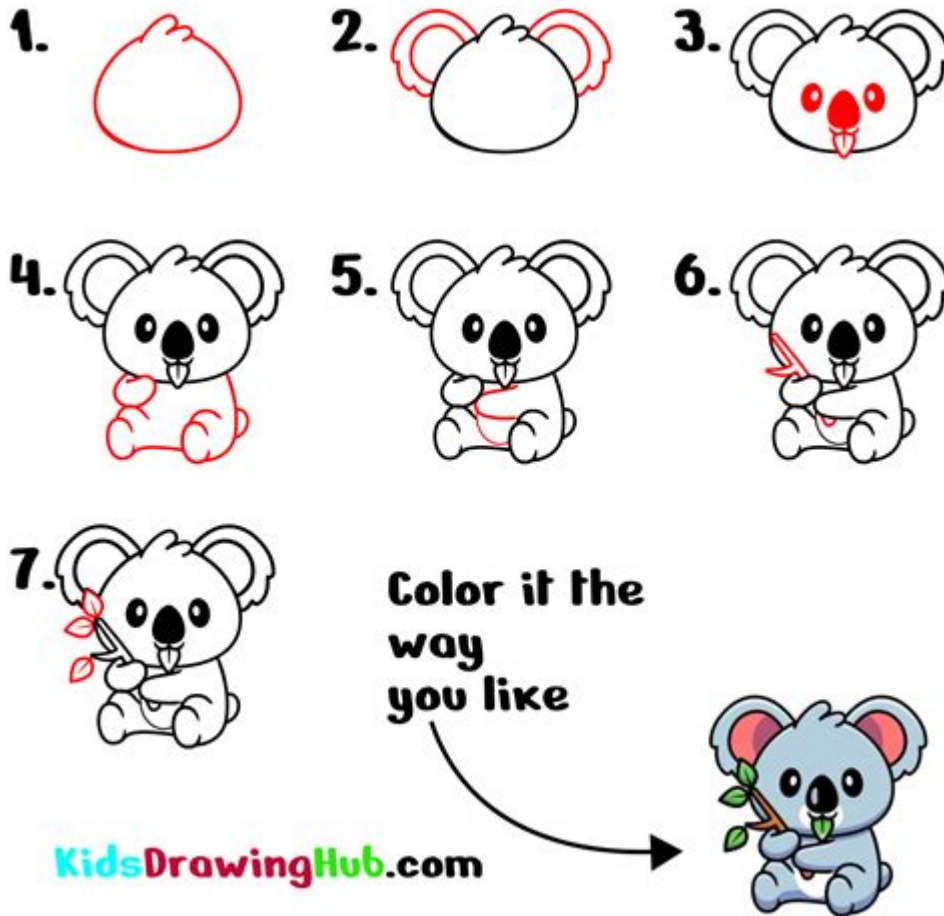 1.
2.
3.
4.
5.
6.
7.
Color it the
way
you like
KidsDrawingHub.com